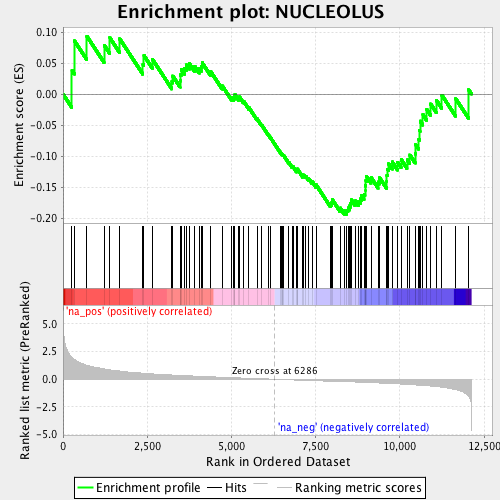 Enrichment plot: NUCLEOLUS
Enrichment score (ES)
0.10
0.05
0.00
-0.05
-0.10
-0.15
-0.20
'na_pos' (positively correlated)
Ranked list metric (PreRanked)
5.0
2.5
0.0
-2.5
-5.0
Zero cross at 6286
'na_neg' (negatively correlated)
0
2,500
5,000
7,500
10,000
12,500
Rank in Ordered Dataset
Enrichment profile
Hits
Ranking metric scores